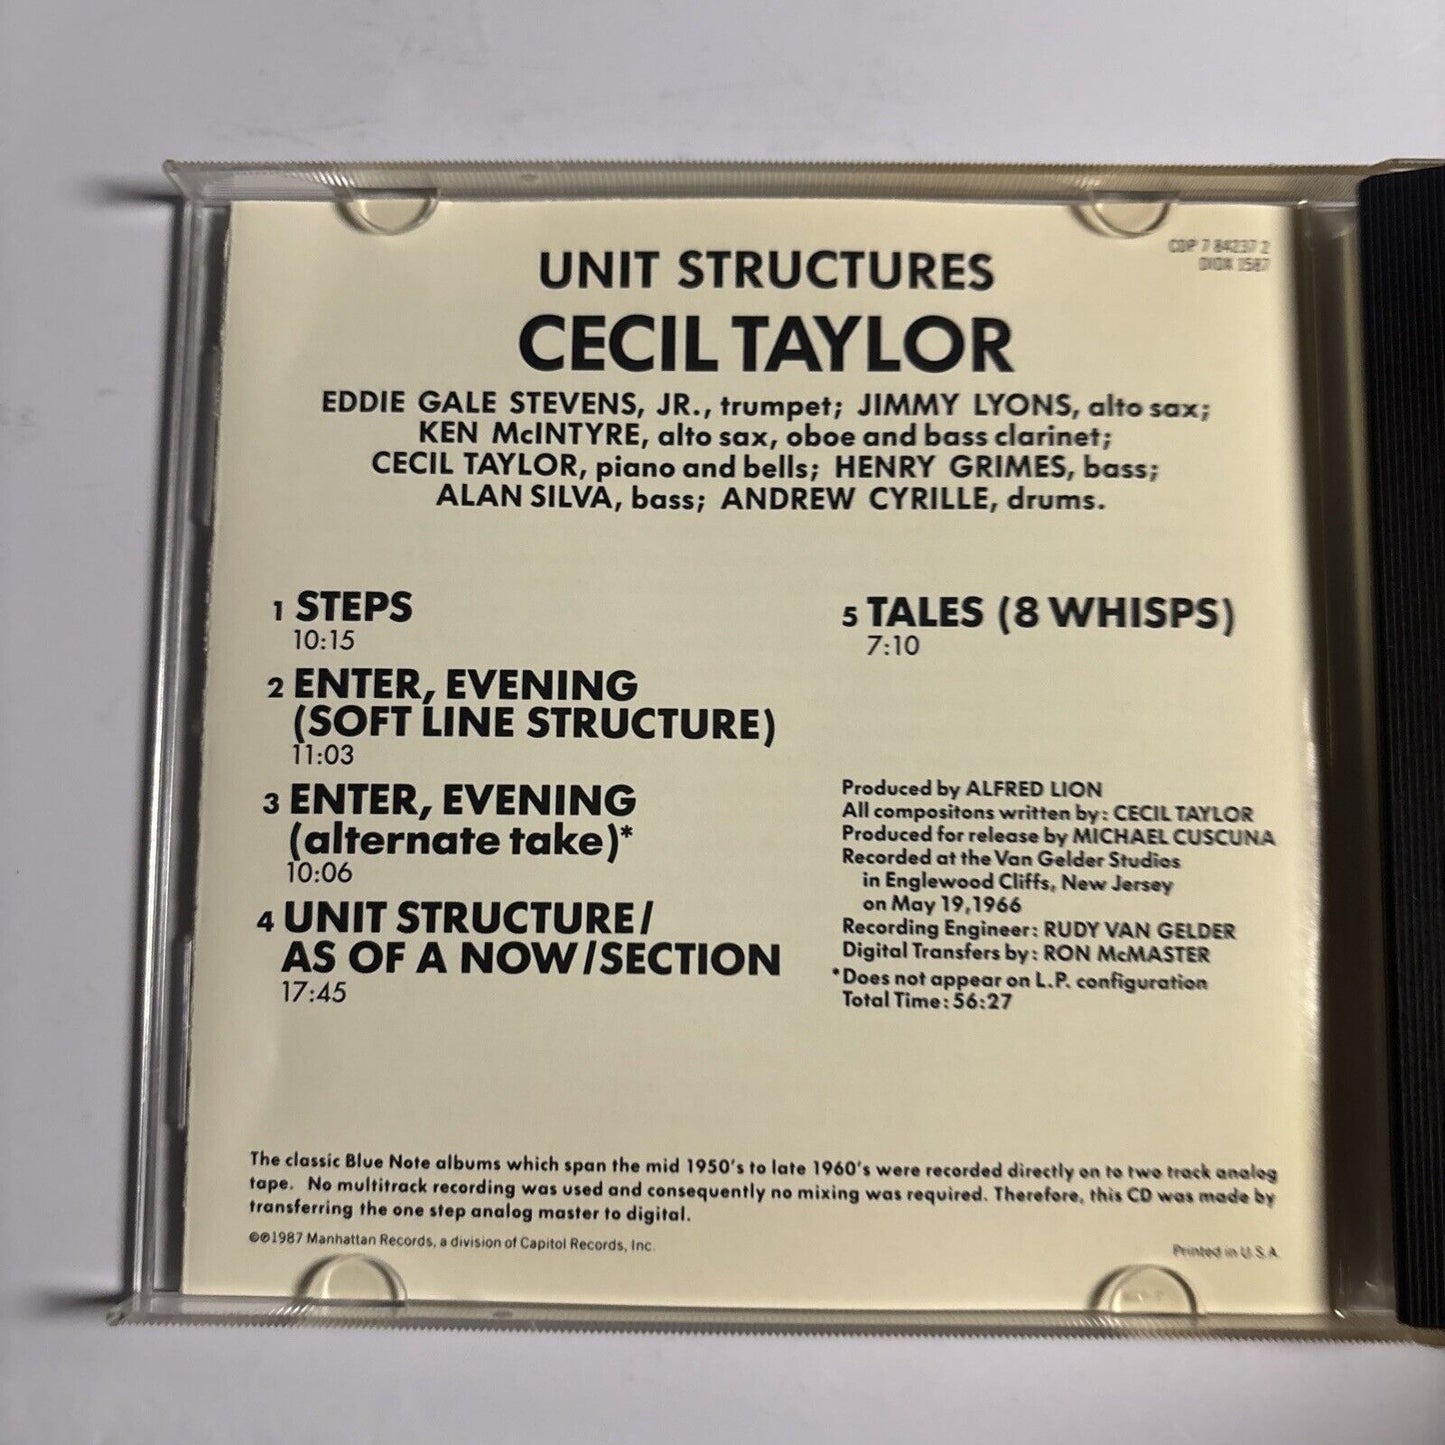 CDP 7 84237 2
DIDX 1587
UNIT STRUCTURES
CECIL TAYLOR
EDDIE GALE STEVENS, JR., trumpet; JIMMY LYONS, alto sax;
KEN McINTYRE, alto sax, oboe and bass clarinet;
CECIL TAYLOR, piano and bells; HENRY GRIMES, bass;
ALAN SILVA, bass; ANDREW CYRILLE, drums.
1 STEPS
10:15
2 ENTER, EVENING
(SOFT LINE STRUCTURE)
11:03
3 ENTER, EVENING
(alternate take)*
10:06
4 UNIT STRUCTURE/
AS OF A NOW/SECTION
17:45
5 TALES (8 WHISPS)
7:10
Produced by ALFRED LION
All compositons written by: CECIL TAYLOR
Produced for release by MICHAEL CUSCUNA
Recorded at the Van Gelder Studios
in Englewood Cliffs, New Jersey
on May 19, 1966
Recording Engineer: RUDY VAN GELDER
Digital Transfers by: RON McMASTER
*Does not appear on L.P. configuration
Total Time: 56:27
The classic Blue Note albums which span the mid 1950's to late 1960's were recorded directly on to two track analog
tape. No multitrack recording was used and consequently no mixing was required. Therefore, this CD was made by
transferring the one step analog master to digital.
©℗1987 Manhattan Records, a division of Capitol Records, Inc.
Printed in U.S.A.